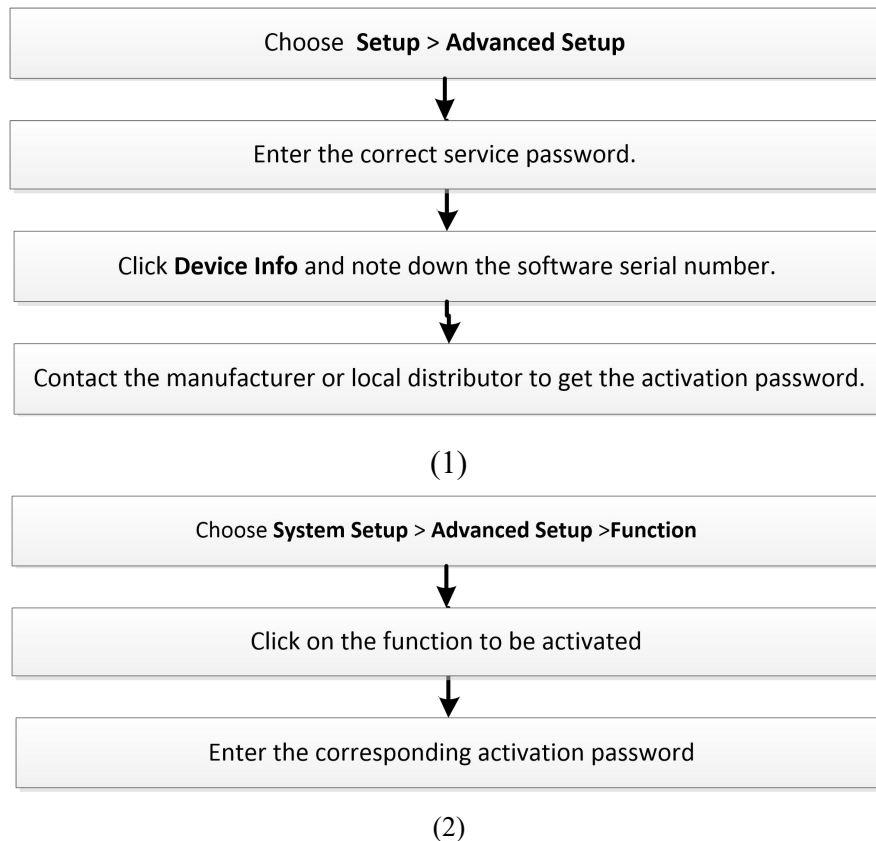 Choose Setup > Advanced Setup
Enter the correct service password.
Click Device Info and note down the software serial number.
Contact the manufacturer or local distributor to get the activation password.
(1)
Choose System Setup > Advanced Setup >Function
Click on the function to be activated
Enter the corresponding activation password
(2)